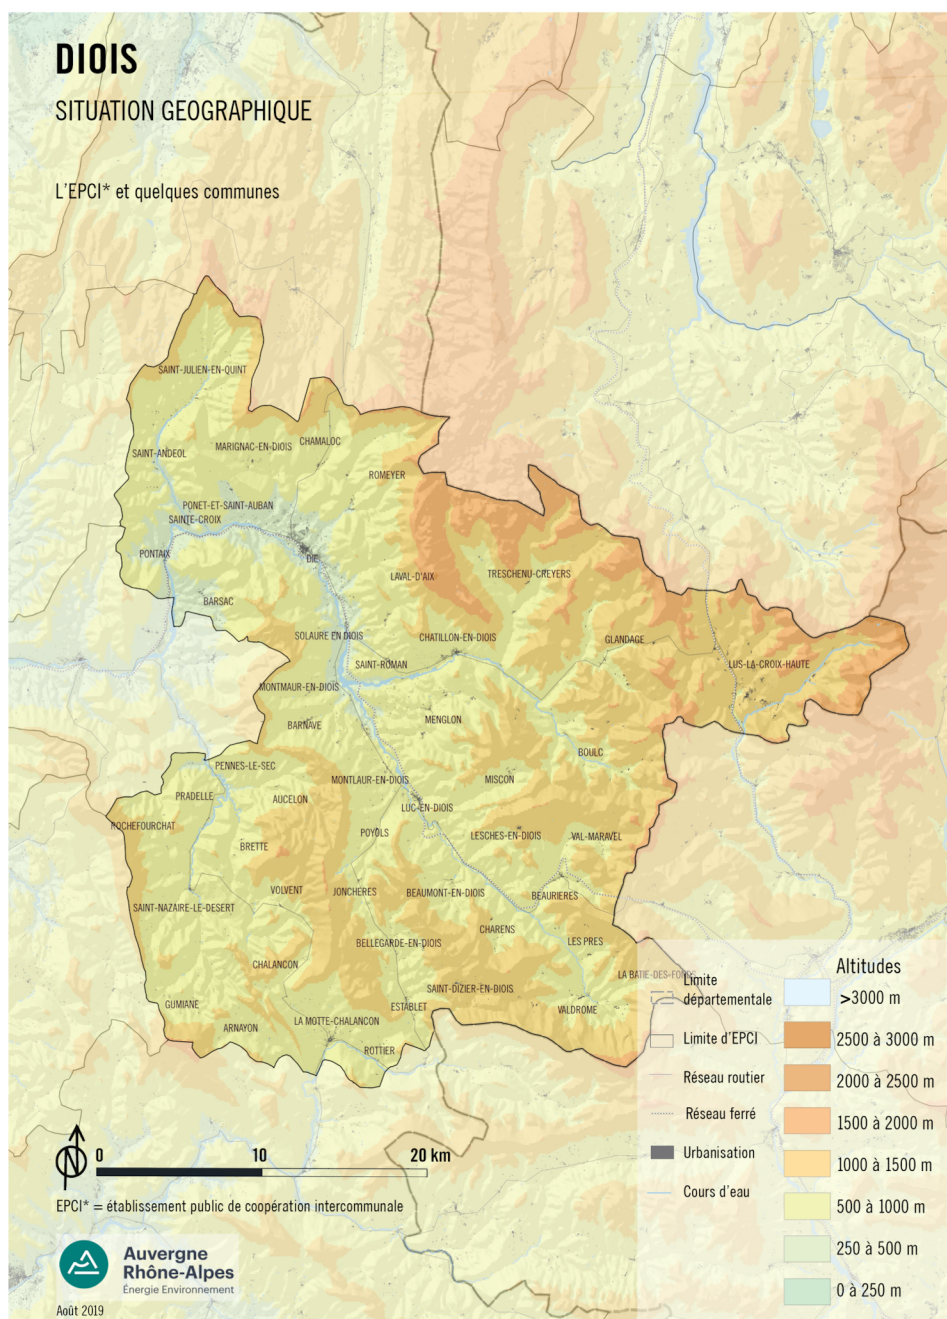 DIOIS
SITUATION GEOGRAPHIQUE
L'EPCI* et quelques communes
SAINT-JULIEN-EN-QUINT
SAINT-ANDEOL
MARIGNAC-EN-DIOIS
CHAMALOC
ROMEYER
PONET-ET-SAINT-AUBAN
SAINTE-CROIX
PONTAIX
DIE
LAVAL-D'AIX
TRESCHENU-CREYERS
BARSAC
SOLAURE EN DIOIS
CHATILLON-EN-DIOIS
GLANDAGE
SAINT-ROMAN
LUS-LA-CROIX-HAUTE
MONTMAUR-EN-DIOIS
BARNAVE
MENGLON
BOULC
PENNES-LE-SEC
MONTLAUR-EN-DIOIS
MISCON
PRADELLE
AUCELON
LUC-EN-DIOIS
ROCHEFOURCHAT
POYOLS
LESCHES-EN-DIOIS
VAL-MARAVEL
BRETTE
VOLVENT
JONCHERES
BEAUMONT-EN-DIOIS
BEAURIERES
SAINT-NAZAIRE-LE-DESERT
CHARENS
BELLEGARDE-EN-DIOIS
LES PRES
CHALANCON
LA BATIE-DES-FONDS
SAINT-DIZIER-EN-DIOIS
GUMIANE
ESTABLET
VALDROME
LA MOTTE-CHALANCON
ARNAYON
ROTTIER
Limite
départementale
Limite d'EPCI
Réseau routier
Réseau ferré
Urbanisation
Cours d'eau
Altitudes
>3000 m
2500 à 3000 m
2000 à 2500 m
1500 à 2000 m
1000 à 1500 m
500 à 1000 m
250 à 500 m
0 à 250 m
N
0 10 20 km
EPCI* = établissement public de coopération intercommunale
Auvergne
Rhône-Alpes
Énergie Environnement
Août 2019